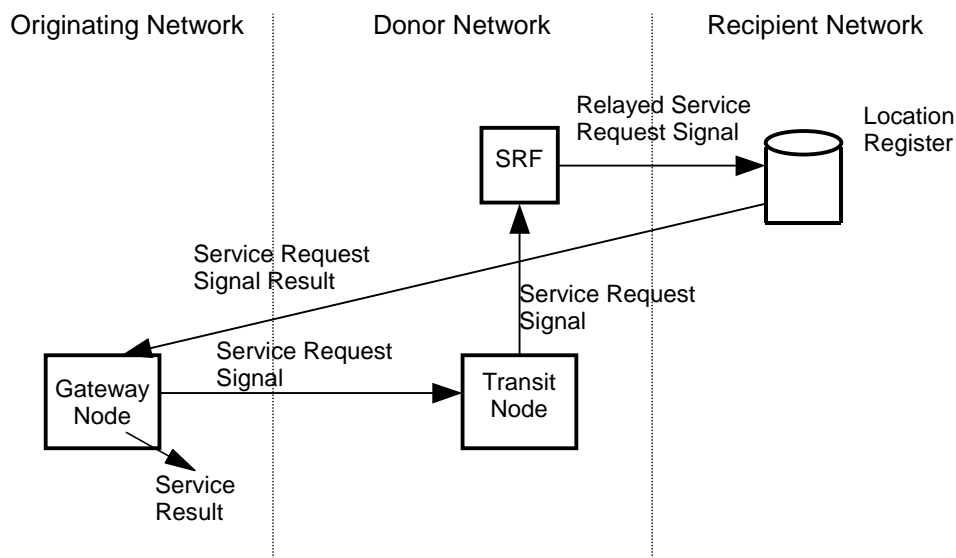 Originating Network
Donor Network
Recipient Network
Relayed Service
Request Signal
Location
Register
SRF
Service Request
Signal Result
Service Request
Signal
Service Request
Signal
Gateway
Node
Transit
Node
Service
Result